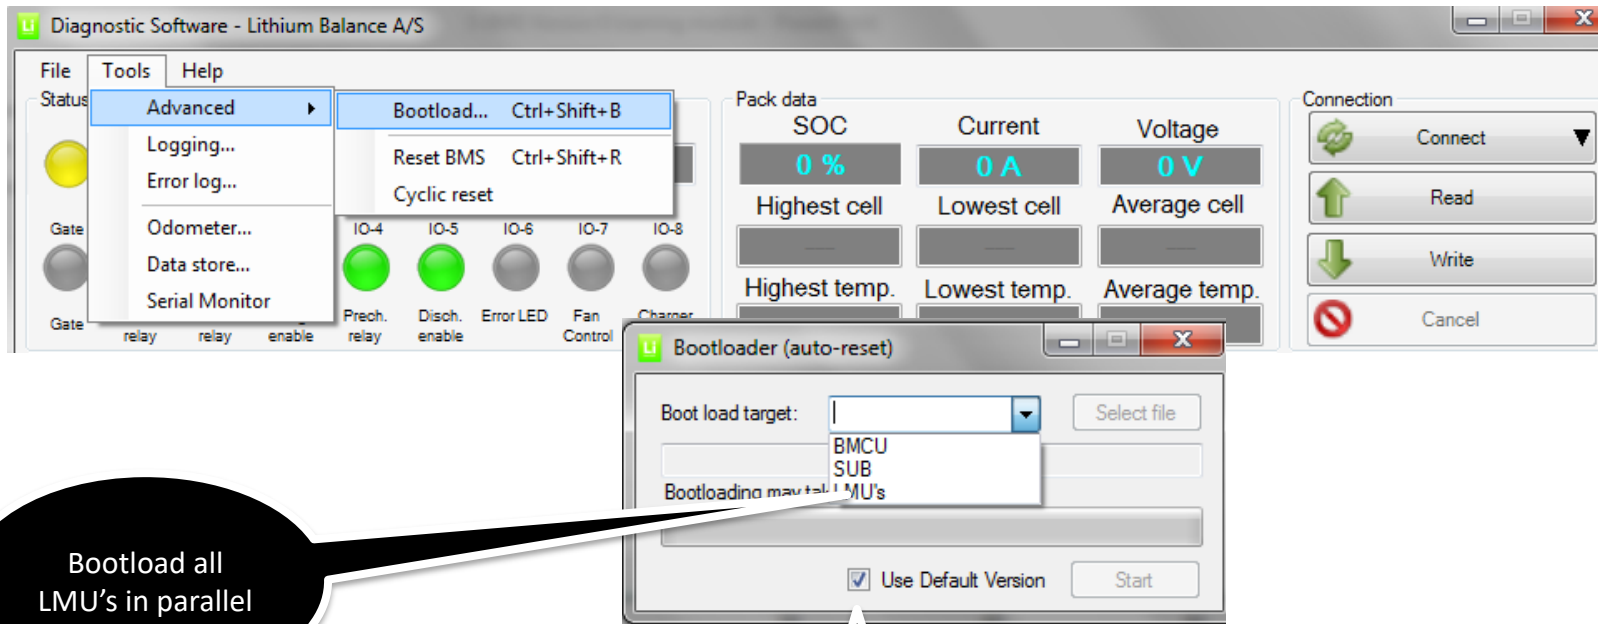 Diagnostic Software - Lithium Balance A/S
File Tools Help
Status
Advanced
Logging...
Error log...
Odometer...
Data store...
Serial Monitor
Bootload... Ctrl+Shift+B
Reset BMS Ctrl+Shift+R
Cyclic reset
Gate IO-4 IO-5 IO-6 IO-7 IO-8
Gate relay relay enable Prech. relay Disch. enable Error LED Fan Control Charger
Pack data
SOC Current Voltage
0 % 0 A 0 V
Highest cell Lowest cell Average cell
Highest temp. Lowest temp. Average temp.
Connection
Connect
Read
Write
Cancel
Bootloader (auto-reset)
Boot load target: Select file
BMCU
SUB
LMU's
Bootloading may
Use Default Version Start
Bootload all
LMU's in parallel